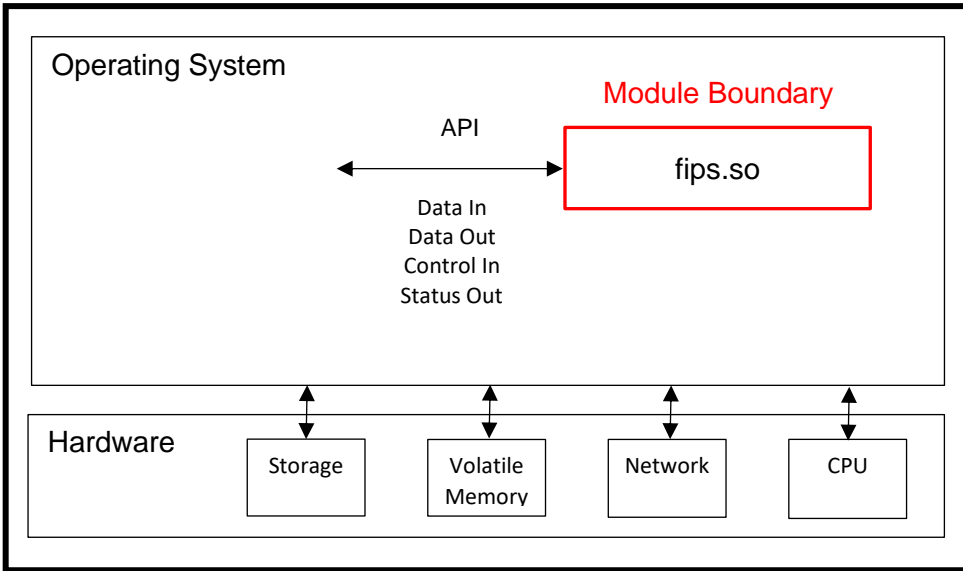 Operating System
Module Boundary
API
fips.so
Data In
Data Out
Control In
Status Out
Hardware
Storage
Volatile
Memory
Network
CPU